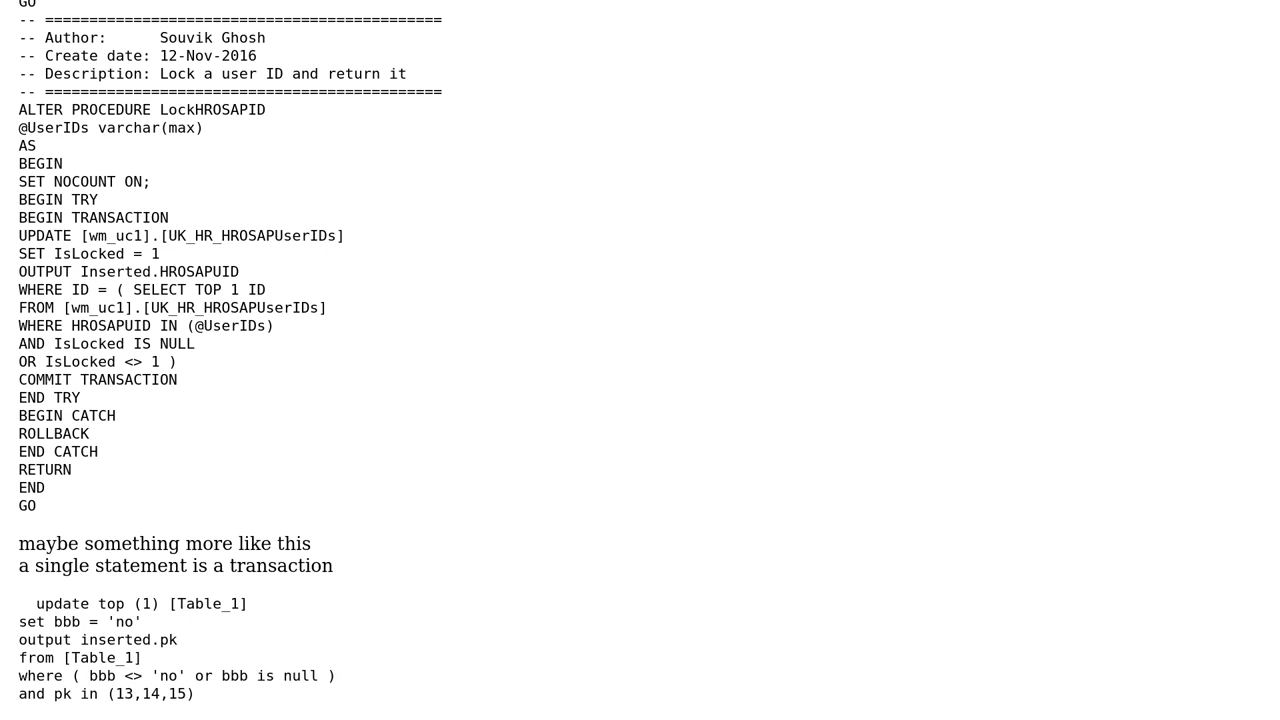 GO
-- =============================================
-- Author:      Souvik Ghosh
-- Create date: 12-Nov-2016
-- Description: Lock a user ID and return it
-- =============================================
ALTER PROCEDURE LockHROSAPID
@UserIDs varchar(max)
AS
BEGIN
SET NOCOUNT ON;
BEGIN TRY
BEGIN TRANSACTION
UPDATE [wm_uc1].[UK_HR_HROSAPUserIDs]
SET IsLocked = 1
OUTPUT Inserted.HROSAPUID
WHERE ID = ( SELECT TOP 1 ID
FROM [wm_uc1].[UK_HR_HROSAPUserIDs]
WHERE HROSAPUID IN (@UserIDs)
AND IsLocked IS NULL
OR IsLocked <> 1 )
COMMIT TRANSACTION
END TRY
BEGIN CATCH
ROLLBACK
END CATCH
RETURN
END
GO
maybe something more like this
a single statement is a transaction
  update top (1) [Table_1]
set bbb = 'no'
output inserted.pk
from [Table_1]
where ( bbb <> 'no' or bbb is null )
and pk in (13,14,15)